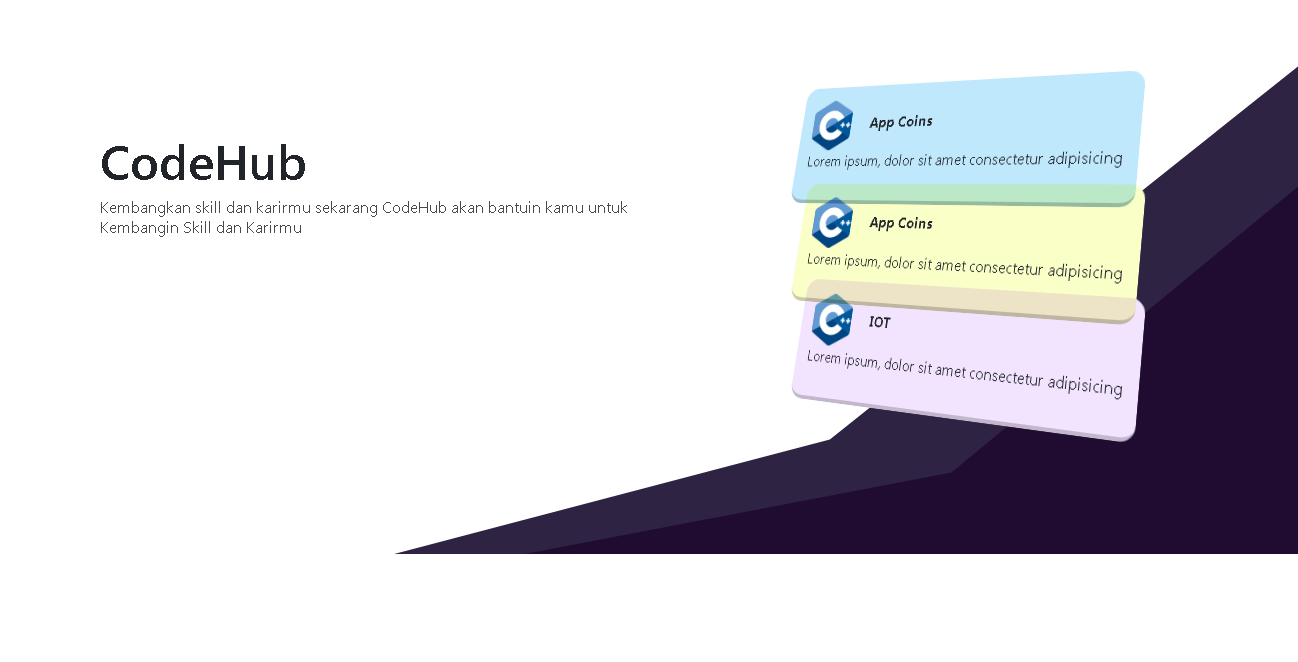 CodeHub
Kembangkan skill dan karirmu sekarang CodeHub akan bantuin kamu untuk
Kembangin Skill dan Karirmu
C++
App Coins
Lorem ipsum, dolor sit amet consectetur adipisicing
C++
App Coins
Lorem ipsum, dolor sit amet consectetur adipisicing
C++
IOT
Lorem ipsum, dolor sit amet consectetur adipisicing